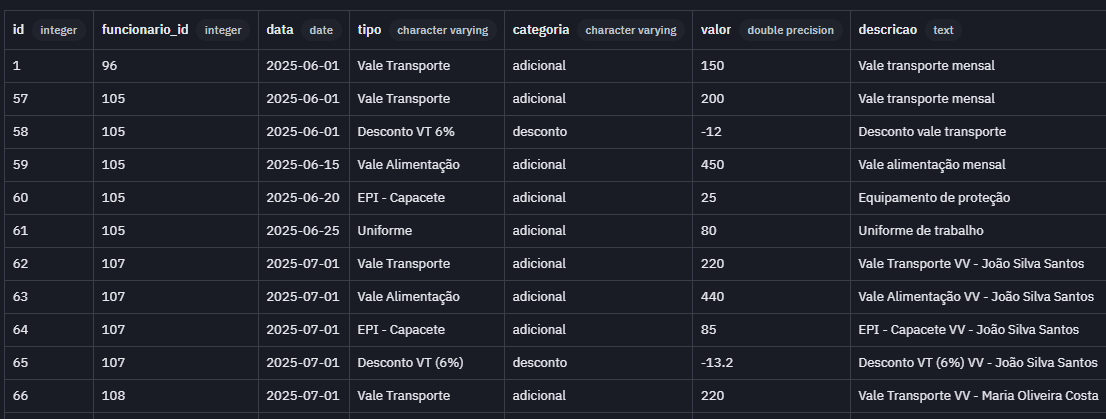 id integer funcionario_id integer data date tipo character varying categoria character varying valor double precision descricao text
1 96 2025-06-01 Vale Transporte adicional 150 Vale transporte mensal
57 105 2025-06-01 Vale Transporte adicional 200 Vale transporte mensal
58 105 2025-06-01 Desconto VT 6% desconto -12 Desconto vale transporte
59 105 2025-06-15 Vale Alimentação adicional 450 Vale alimentação mensal
60 105 2025-06-20 EPI - Capacete adicional 25 Equipamento de proteção
61 105 2025-06-25 Uniforme adicional 80 Uniforme de trabalho
62 107 2025-07-01 Vale Transporte adicional 220 Vale Transporte VV - João Silva Santos
63 107 2025-07-01 Vale Alimentação adicional 440 Vale Alimentação VV - João Silva Santos
64 107 2025-07-01 EPI - Capacete adicional 85 EPI - Capacete VV - João Silva Santos
65 107 2025-07-01 Desconto VT (6%) desconto -13.2 Desconto VT (6%) VV - João Silva Santos
66 108 2025-07-01 Vale Transporte adicional 220 Vale Transporte VV - Maria Oliveira Costa